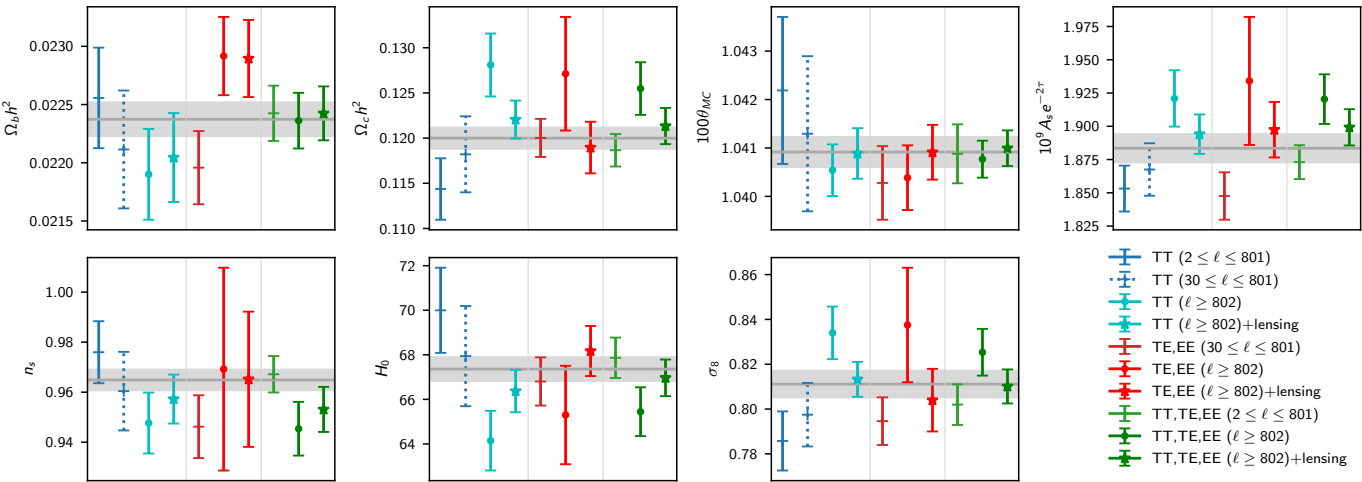 Ω_b h²
0.0230
0.0225
0.0220
0.0215
Ω_c h²
0.130
0.125
0.120
0.115
0.110
100θ_MC
1.043
1.042
1.041
1.040
10⁹ A_s e^{−2τ}
1.975
1.950
1.925
1.900
1.875
1.850
1.825
n_s
1.00
0.98
0.96
0.94
H_0
72
70
68
66
64
σ_8
0.86
0.84
0.82
0.80
0.78
TT (2 ≤ ℓ ≤ 801)
TT (30 ≤ ℓ ≤ 801)
TT (ℓ ≥ 802)
TT (ℓ ≥ 802)+lensing
TE,EE (30 ≤ ℓ ≤ 801)
TE,EE (ℓ ≥ 802)
TE,EE (ℓ ≥ 802)+lensing
TT,TE,EE (2 ≤ ℓ ≤ 801)
TT,TE,EE (ℓ ≥ 802)
TT,TE,EE (ℓ ≥ 802)+lensing